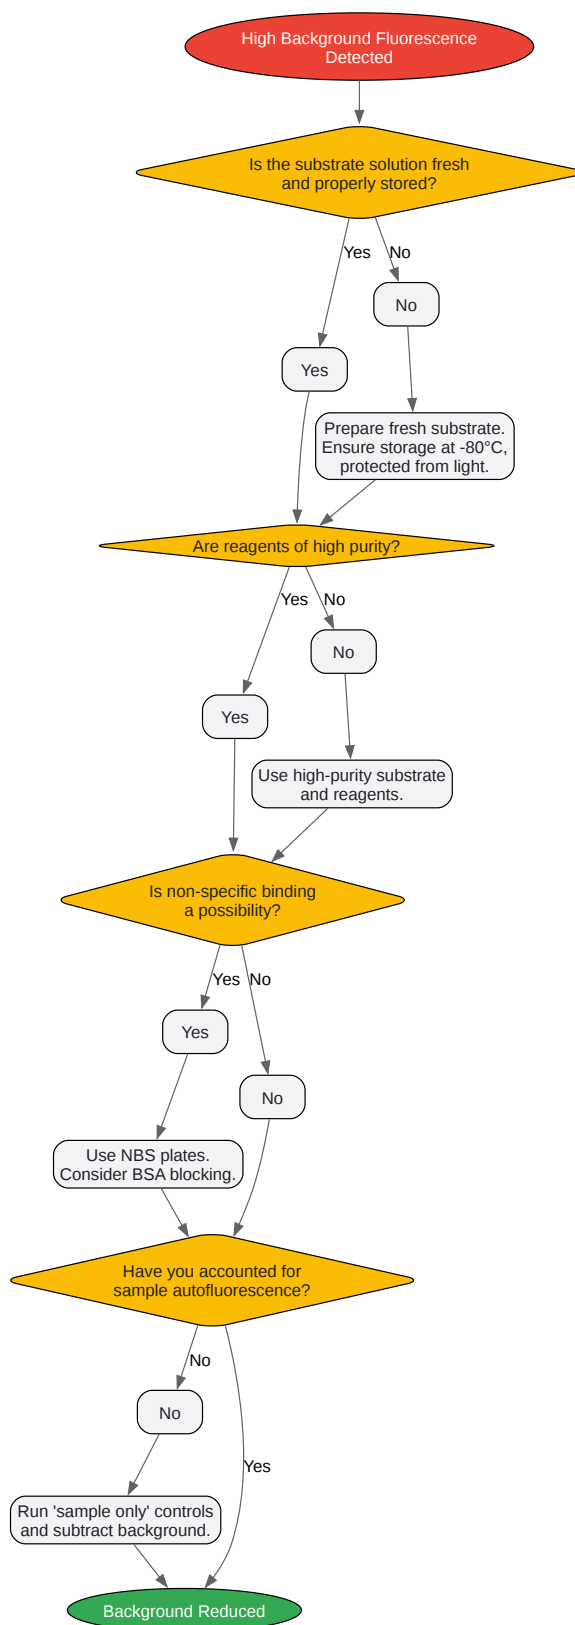 High Background Fluorescence
Detected
Is the substrate solution fresh
and properly stored?
Yes
No
No
Yes
Prepare fresh substrate.
Ensure storage at -80°C,
protected from light.
Are reagents of high purity?
Yes
No
No
Yes
Use high-purity substrate
and reagents.
Is non-specific binding
a possibility?
Yes
No
Yes
No
Use NBS plates.
Consider BSA blocking.
Have you accounted for
sample autofluorescence?
No
No
Yes
Run 'sample only' controls
and subtract background.
Background Reduced